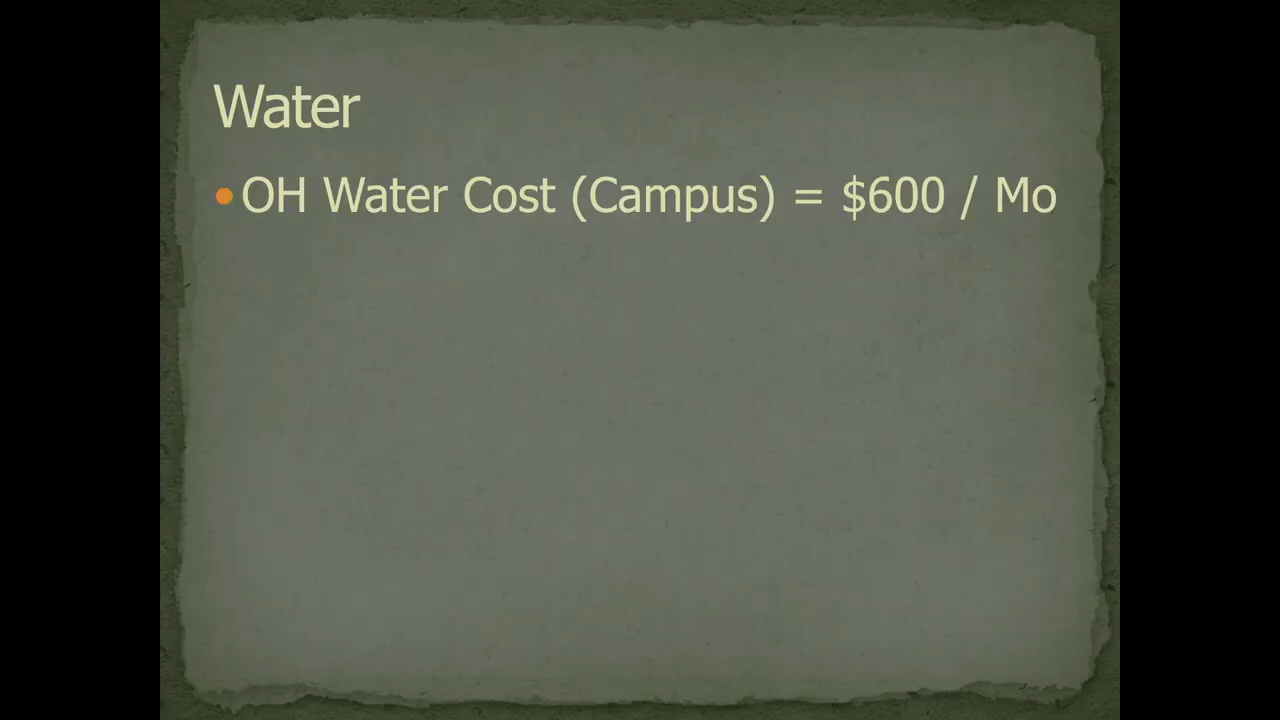 Water
• OH Water Cost (Campus) = $600 / Mo